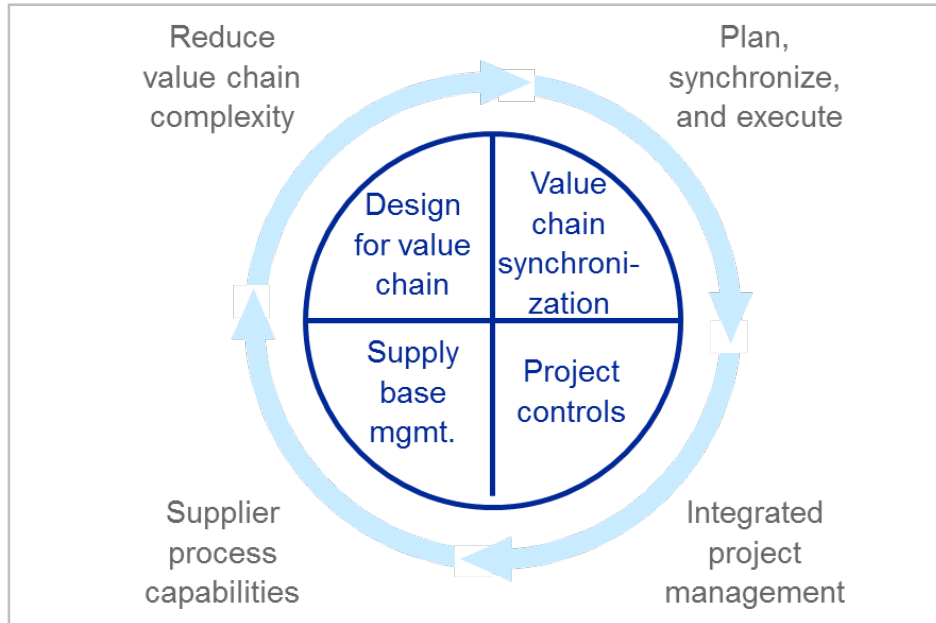 Reduce
value chain
complexity
Plan,
synchronize,
and execute
Design
for value
chain
Value
chain
synchroni-
zation
Supply
base
mgmt.
Project
controls
Supplier
process
capabilities
Integrated
project
management